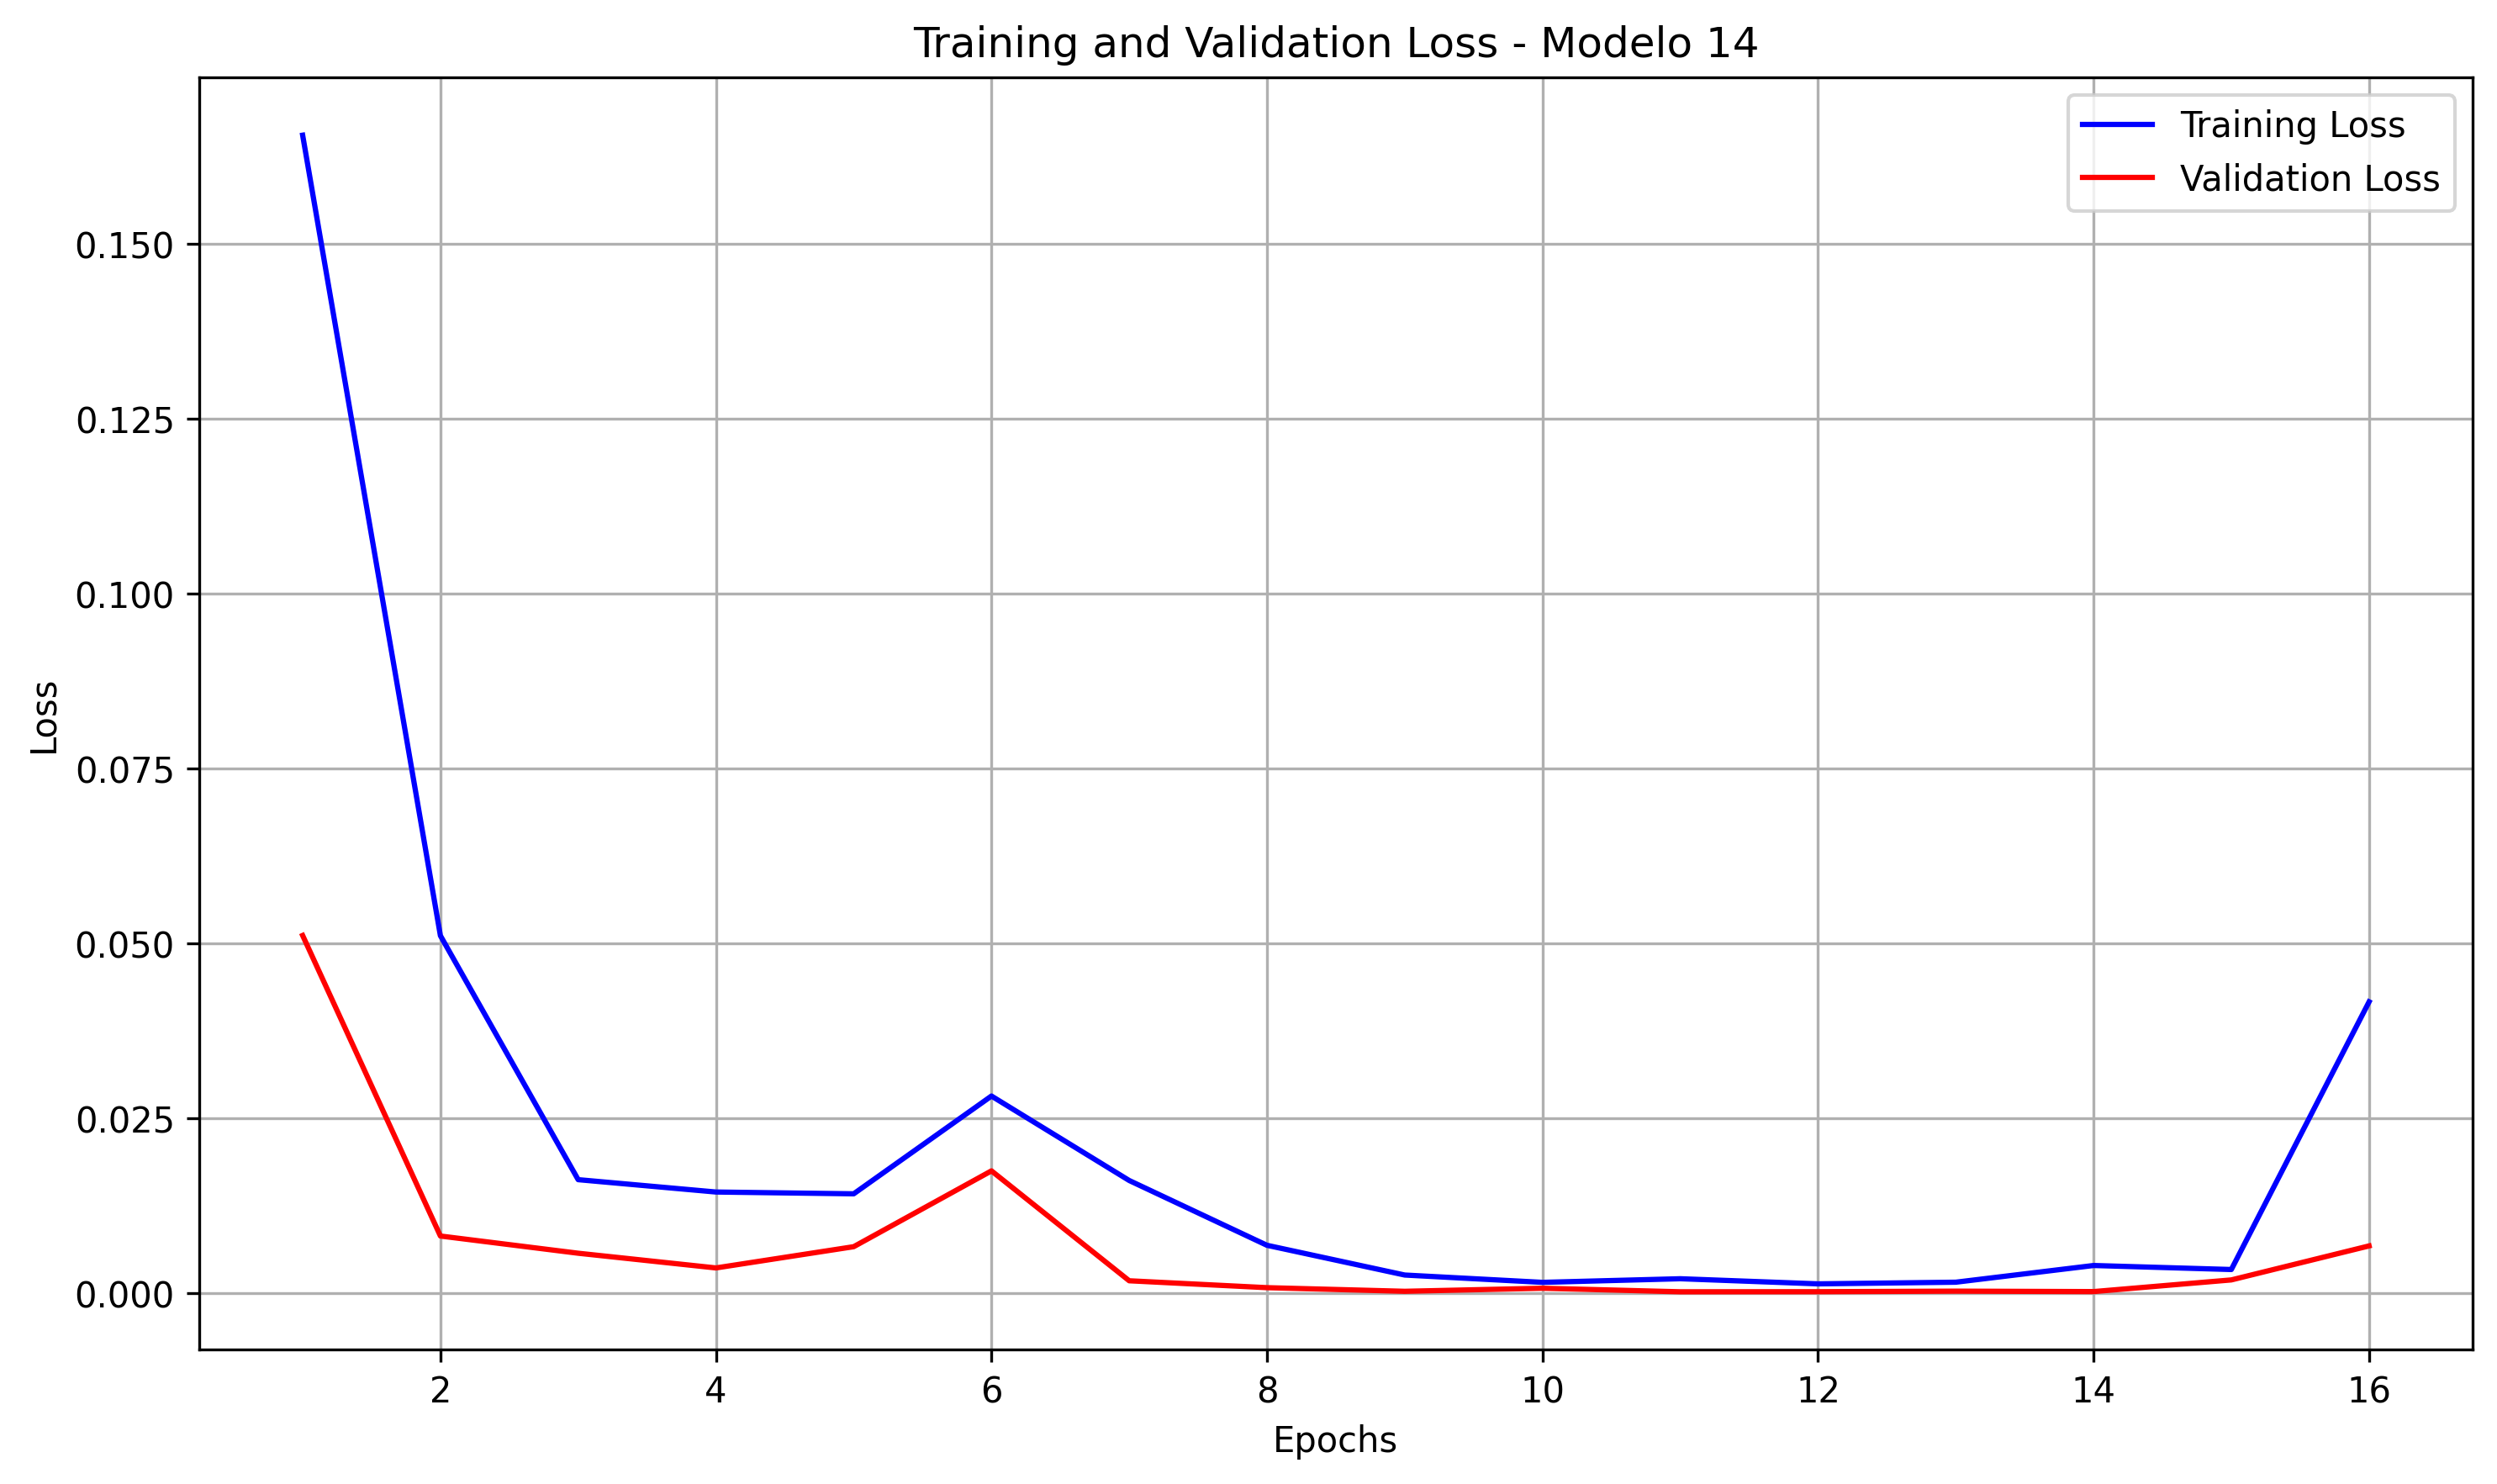 Training and Validation Loss - Modelo 14
Training Loss
Validation Loss
0.150
0.125
0.100
0.075
0.050
0.025
0.000
Loss
2 4 6 8 10 12 14 16
Epochs